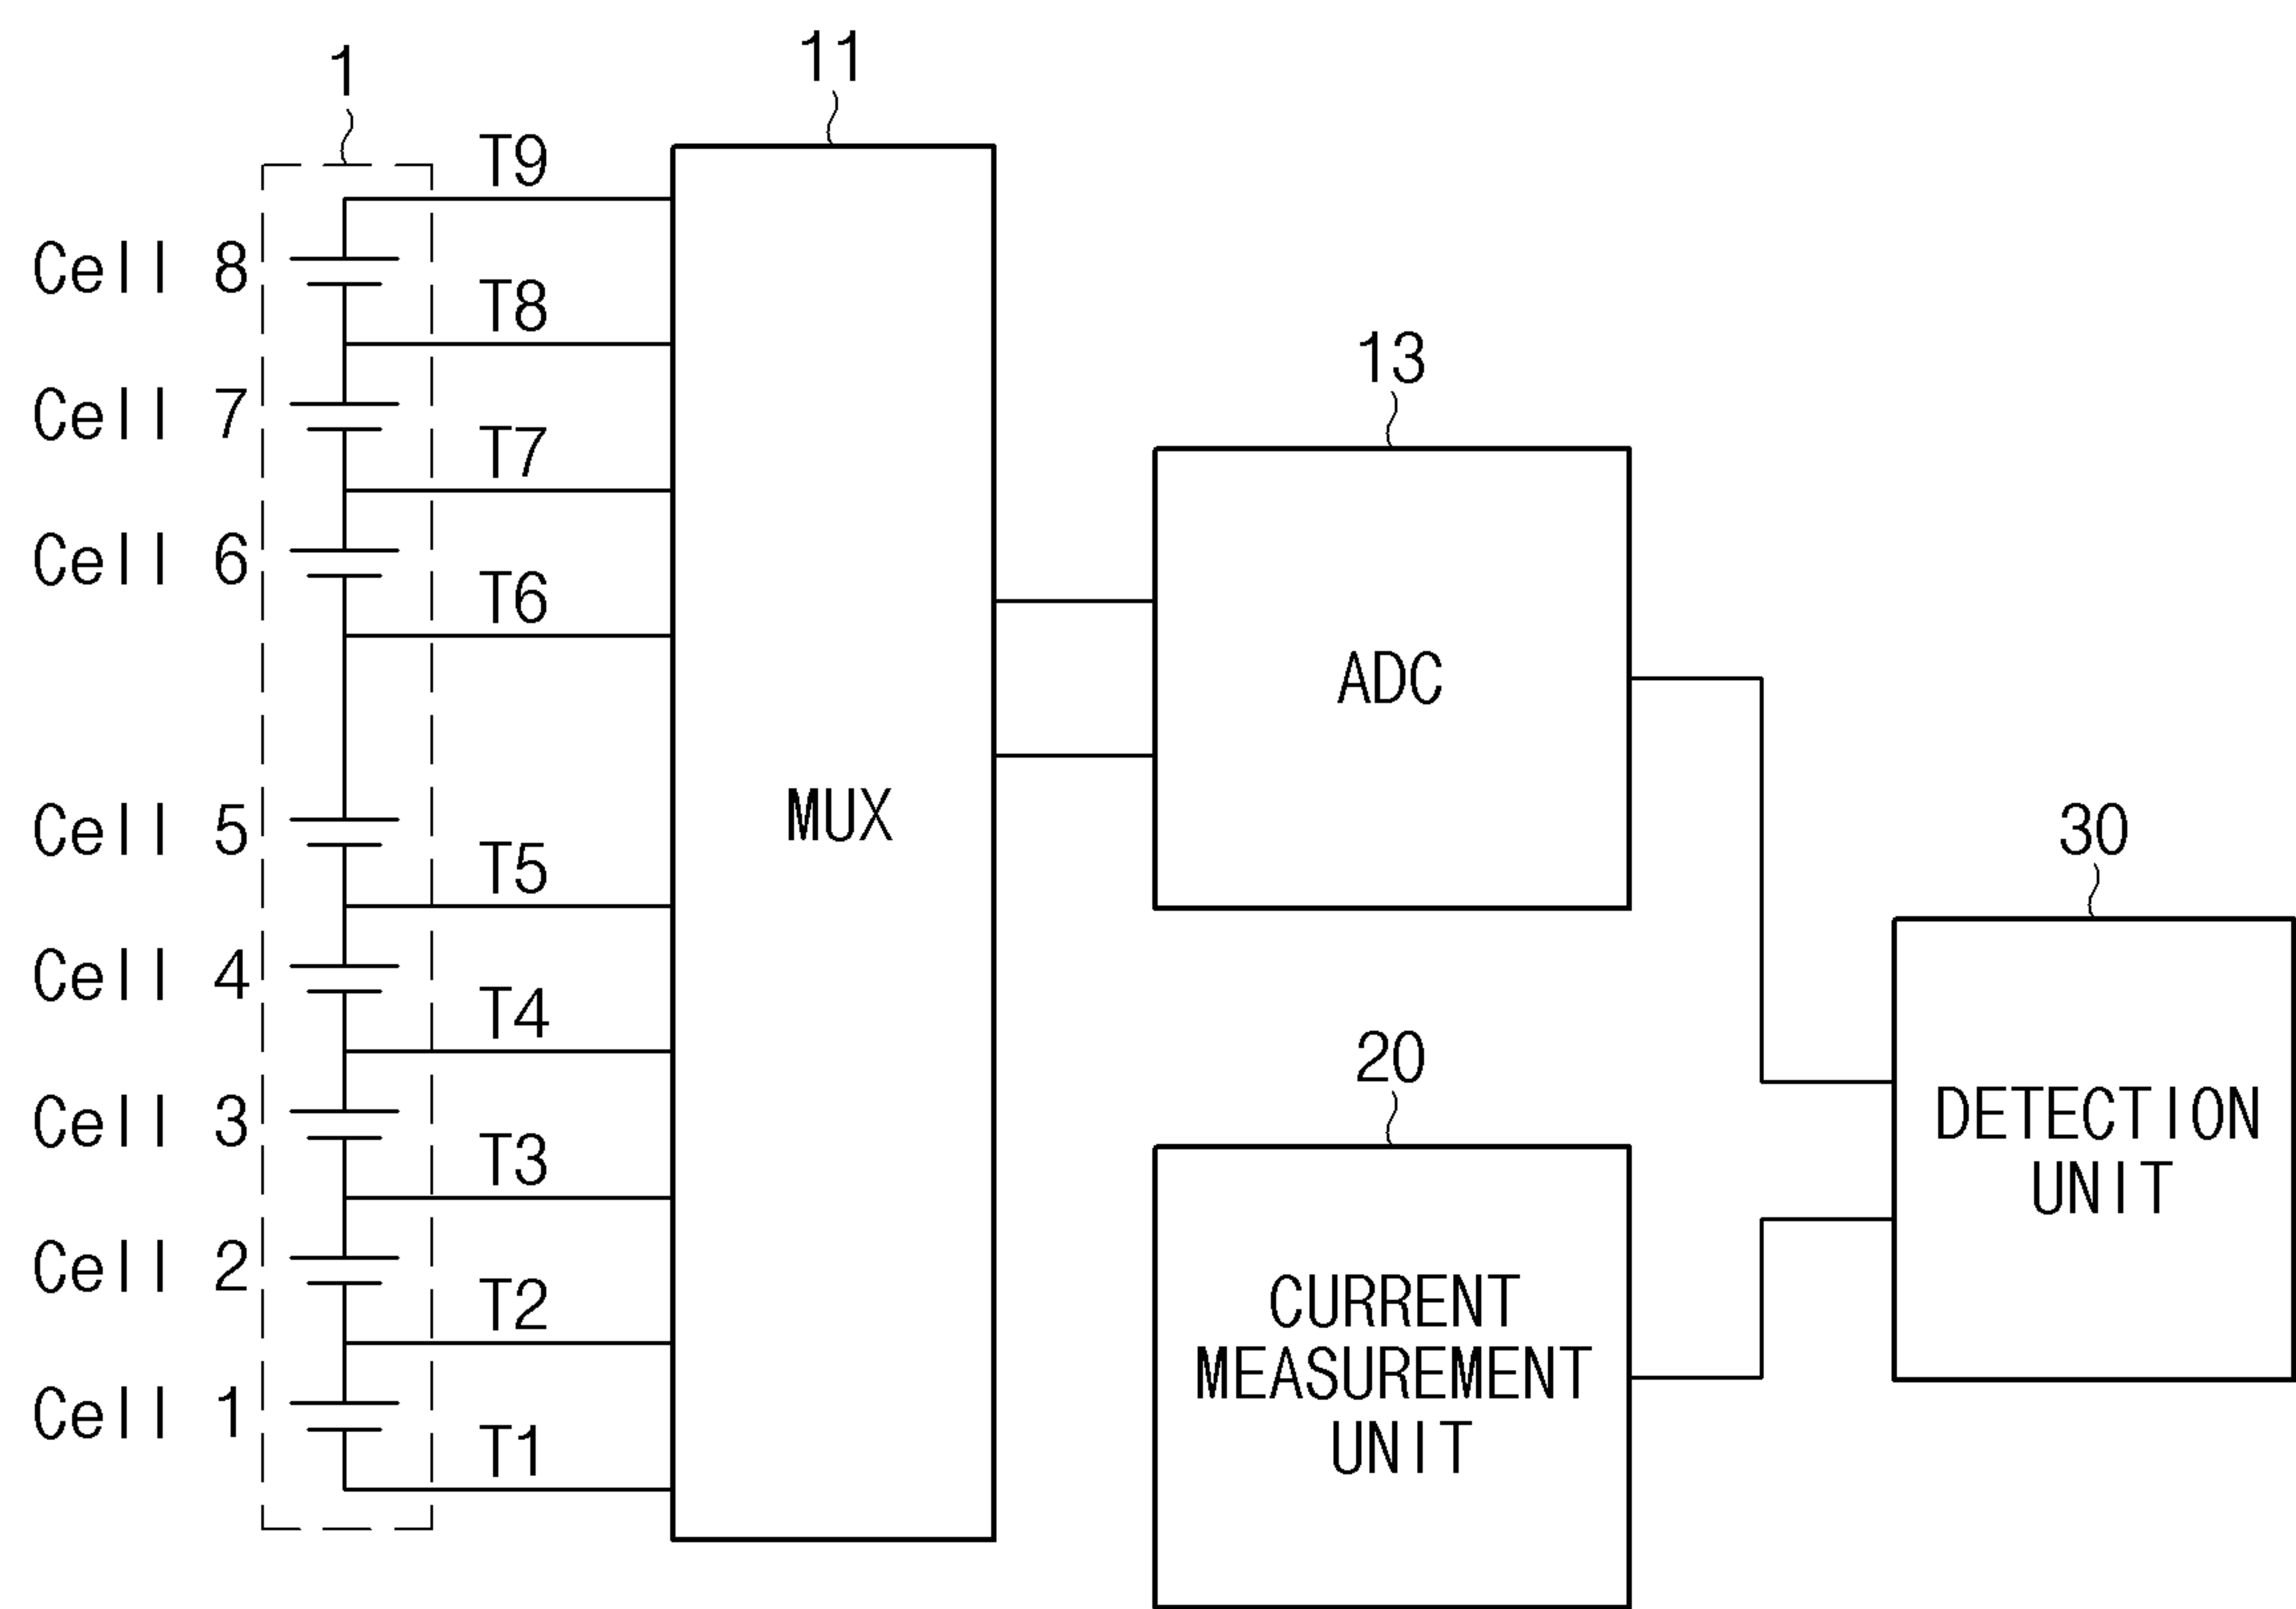 1
11
T9
Cell 8
T8
13
Cell 7
T7
Cell 6
T6
ADC
MUX
Cell 5
T5
30
Cell 4
T4
20
Cell 3
T3
DETECTION
UNIT
Cell 2
T2
CURRENT
MEASUREMENT
UNIT
Cell 1
T1